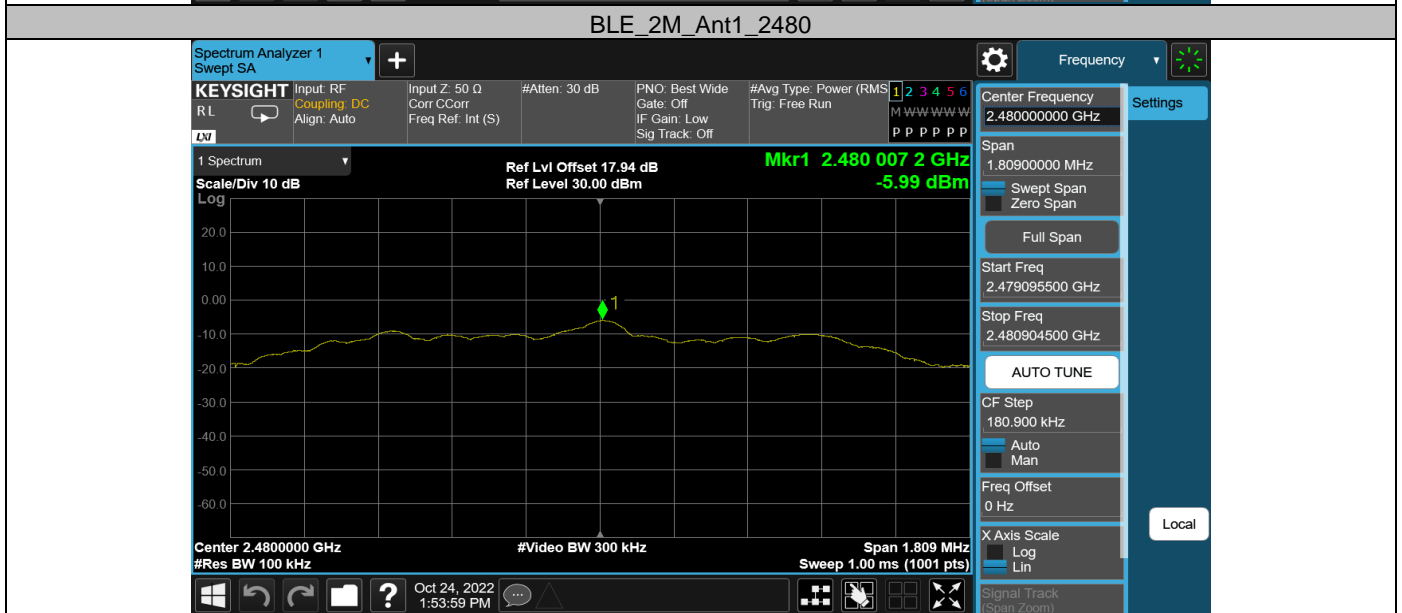 BLE_2M_Ant1_2480
Spectrum Analyzer 1
Swept SA
+
Frequency
KEYSIGHT
R L
LXI
Input: RF
Coupling: DC
Align: Auto
Input Z: 50 Ω
Corr CCorr
Freq Ref: Int (S)
#Atten: 30 dB
PNO: Best Wide
Gate: Off
IF Gain: Low
Sig Track: Off
#Avg Type: Power (RMS
Trig: Free Run
1 2 3 4 5 6
M W W W W W
P P P P P P
1 Spectrum
Scale/Div 10 dB
Log
Ref Lvl Offset 17.94 dB
Ref Level 30.00 dBm
Mkr1 2.480 007 2 GHz
-5.99 dBm
20.0
10.0
0.00
-10.0
-20.0
-30.0
-40.0
-50.0
-60.0
1
Center 2.4800000 GHz
#Res BW 100 kHz
#Video BW 300 kHz
Span 1.809 MHz
Sweep 1.00 ms (1001 pts)
Center Frequency
2.480000000 GHz
Settings
Span
1.80900000 MHz
Swept Span
Zero Span
Full Span
Start Freq
2.479095500 GHz
Stop Freq
2.480904500 GHz
AUTO TUNE
CF Step
180.900 kHz
Auto
Man
Freq Offset
0 Hz
X Axis Scale
Log
Lin
Local
Signal Track
(Span Zoom)
?
Oct 24, 2022
1:53:59 PM